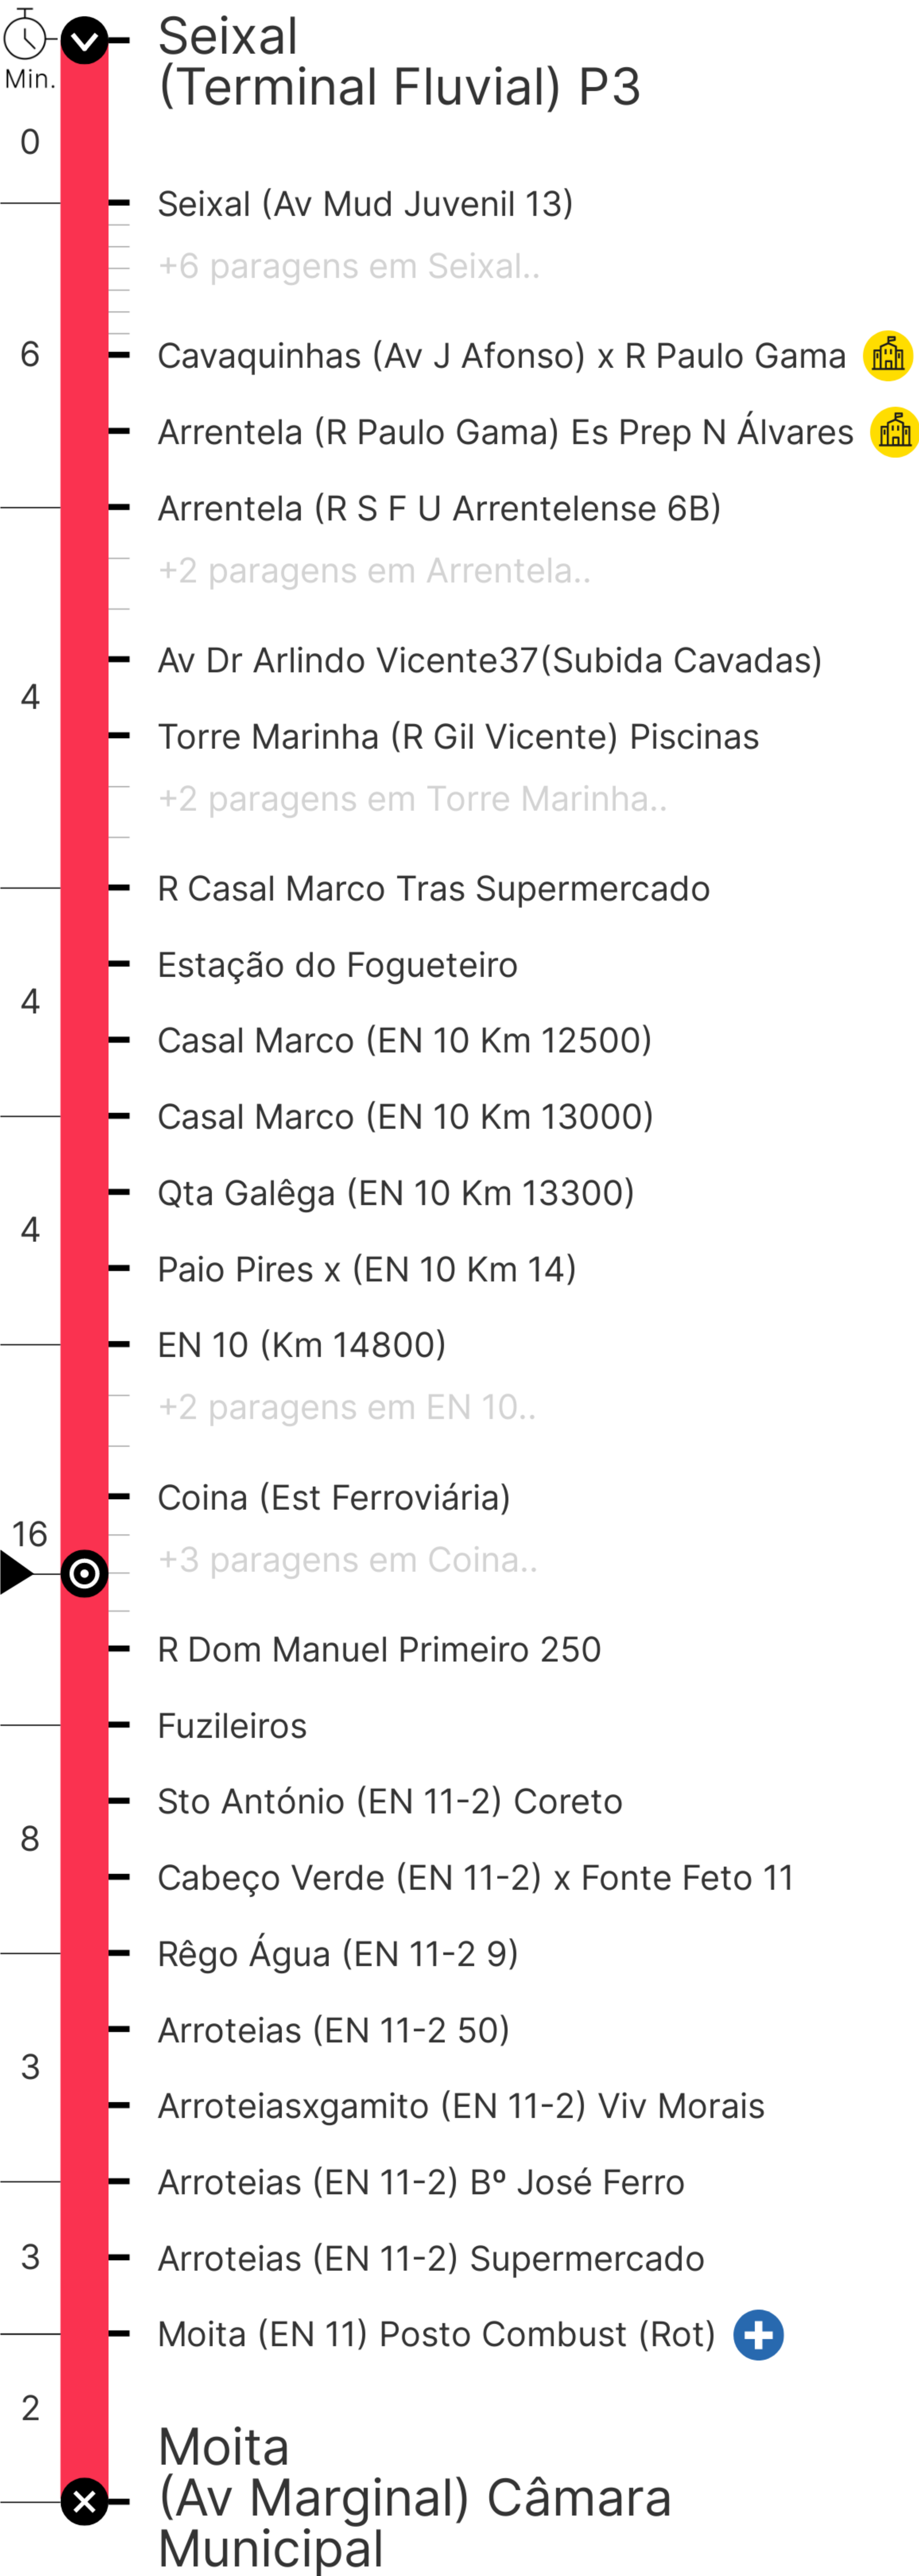 Seixal
(Terminal Fluvial) P3
Min.
0
Seixal (Av Mud Juvenil 13)
+6 paragens em Seixal..
6
Cavaquinhas (Av J Afonso) x R Paulo Gama
Arrentela (R Paulo Gama) Es Prep N Álvares
Arrentela (R S F U Arrentelense 6B)
+2 paragens em Arrentela..
Av Dr Arlindo Vicente37(Subida Cavadas)
4
Torre Marinha (R Gil Vicente) Piscinas
+2 paragens em Torre Marinha..
R Casal Marco Tras Supermercado
Estação do Fogueteiro
4
Casal Marco (EN 10 Km 12500)
Casal Marco (EN 10 Km 13000)
Qta Galêga (EN 10 Km 13300)
4
Paio Pires x (EN 10 Km 14)
EN 10 (Km 14800)
+2 paragens em EN 10..
Coina (Est Ferroviária)
16
+3 paragens em Coina..
R Dom Manuel Primeiro 250
Fuzileiros
Sto António (EN 11-2) Coreto
8
Cabeço Verde (EN 11-2) x Fonte Feto 11
Rêgo Água (EN 11-2 9)
Arroteias (EN 11-2 50)
3
Arroteiasxgamito (EN 11-2) Viv Morais
Arroteias (EN 11-2) Bº José Ferro
3
Arroteias (EN 11-2) Supermercado
Moita (EN 11) Posto Combust (Rot)
2
Moita
(Av Marginal) Câmara
Municipal